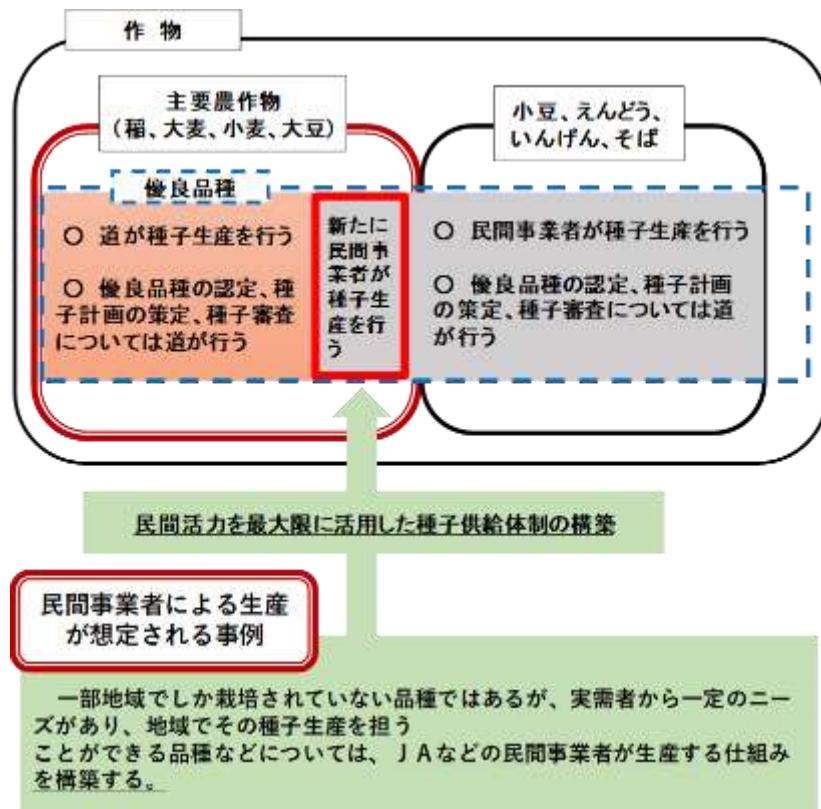 作 物
主要農作物
（稲、大麦、小麦、大豆）
小豆、えんどう、
いんげん、そば
優良品種
○ 道が種子生産を行う
○ 優良品種の認定、種
子計画の策定、種子審査
については道が行う
新たに
民間事
業者が
種子生
産を行
う
○ 民間事業者が種子生産を行う
○ 優良品種の認定、種子計画
の策定、種子審査については道
が行う
民間活力を最大限に活用した種子供給体制の構築
民間事業者による生産
が想定される事例
一部地域でしか栽培されていない品種ではあるが、実需者から一定のニー
ズがあり、地域でその種子生産を担う
ことができる品種などについては、ＪＡなどの民間事業者が生産する仕組み
を構築する。